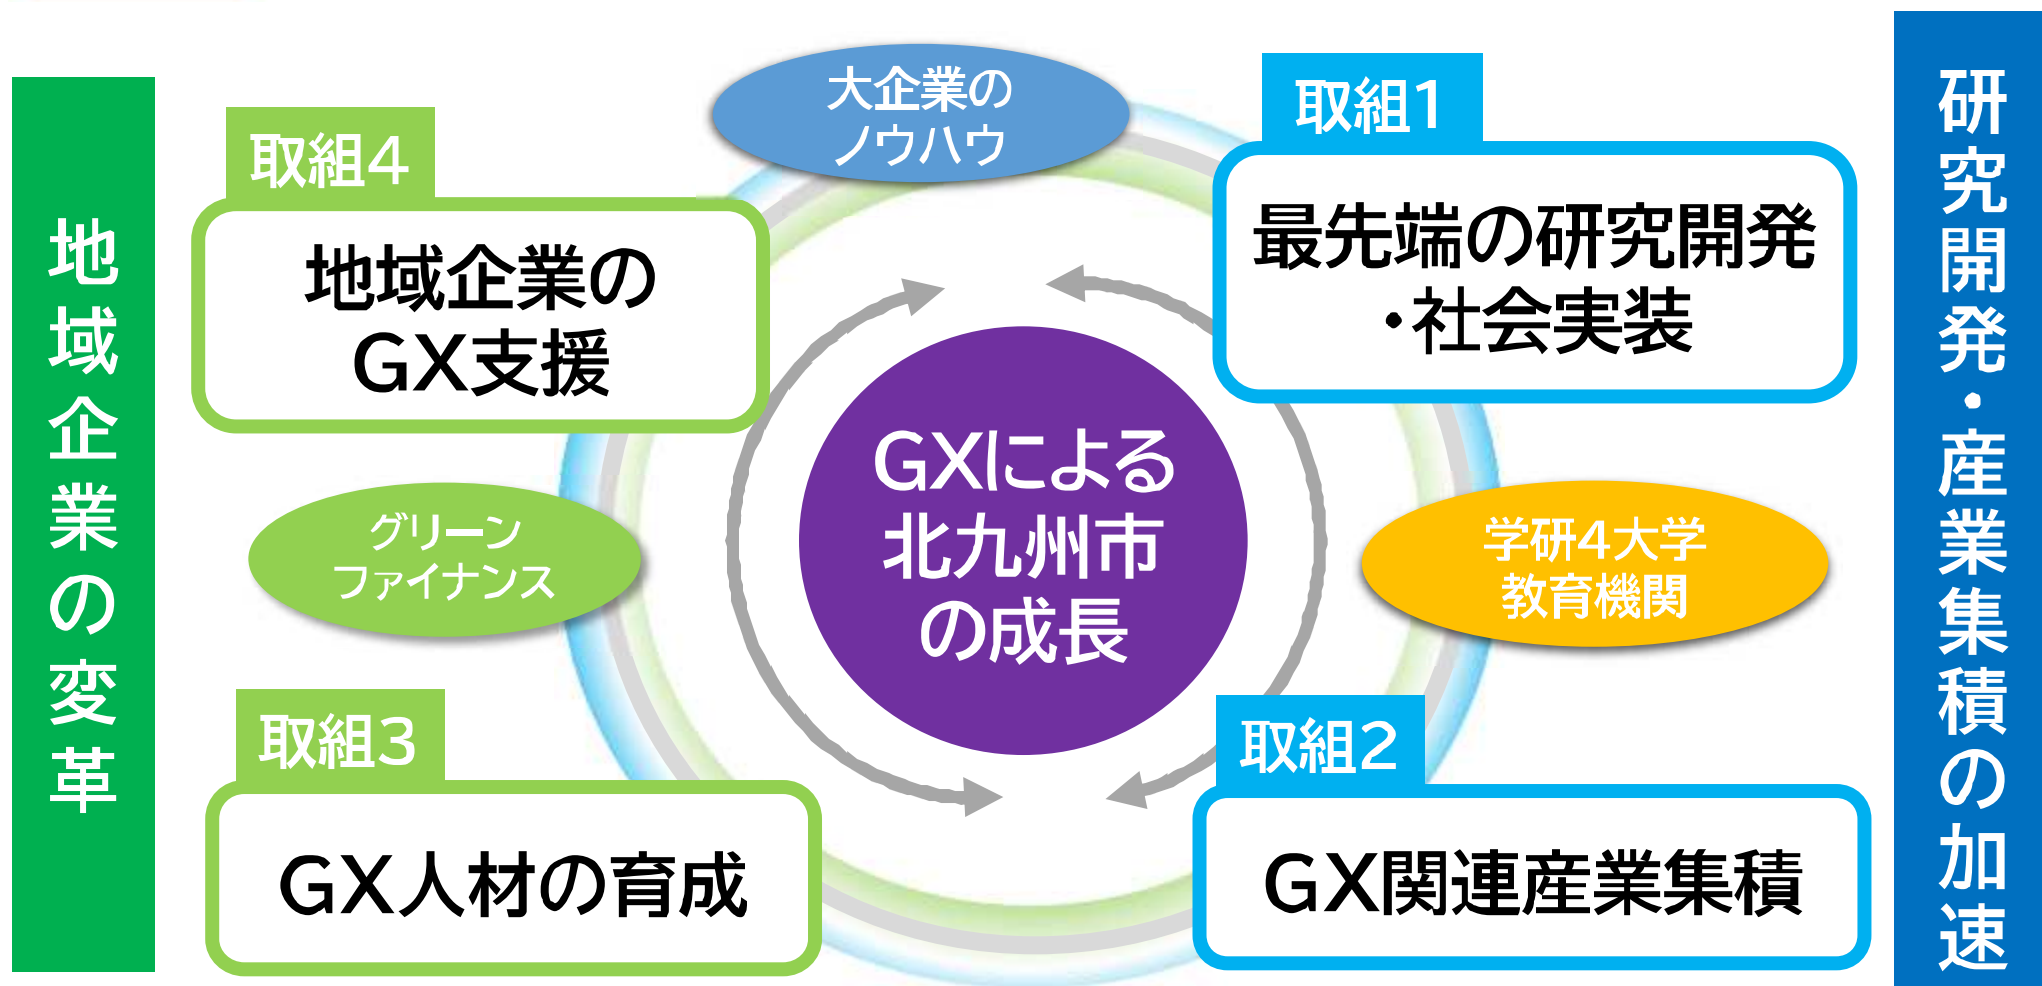 地域企業の変革
取組4
地域企業の
GX支援
大企業の
ノウハウ
取組1
最先端の研究開発
・社会実装
グリーン
ファイナンス
GXによる
北九州市
の成長
学研4大学
教育機関
取組3
GX人材の育成
取組2
GX関連産業集積
研究開発・産業集積の加速